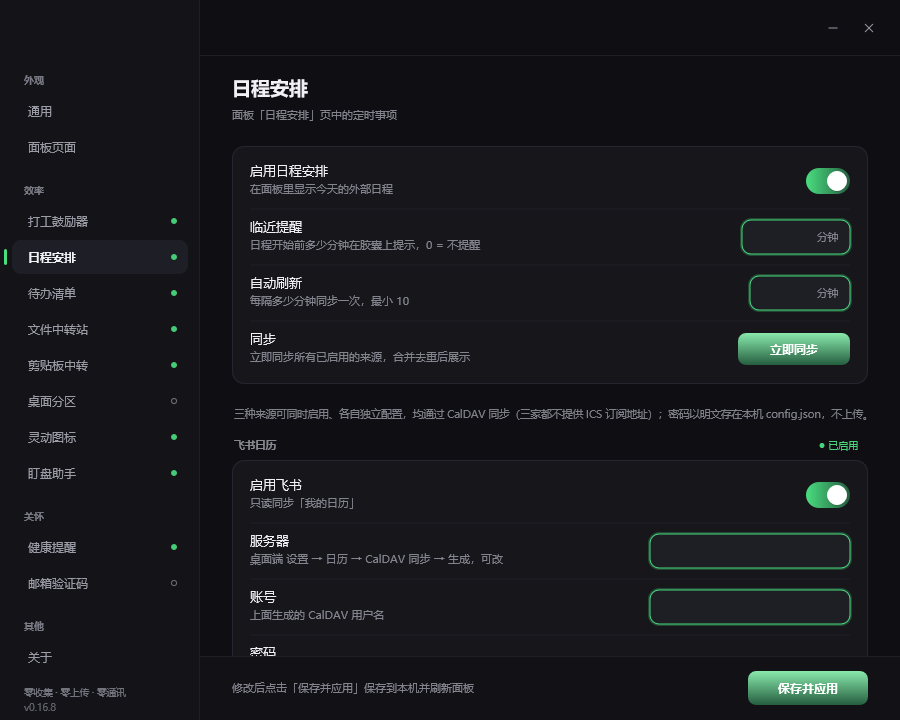 外观
通用
面板页面
效率
打工鼓励器
日程安排
待办清单
文件中转站
剪贴板中转
桌面分区
灵动图标
盯盘助手
关怀
健康提醒
邮箱验证码
其他
关于
零收集 · 零上传 · 零通讯
v0.16.8
日程安排
面板「日程安排」页中的定时事项
启用日程安排
在面板里显示今天的外部日程
临近提醒
日程开始前多少分钟在胶囊上提示，0 = 不提醒
分钟
自动刷新
每隔多少分钟同步一次，最小 10
分钟
同步
立即同步所有已启用的来源，合并去重后展示
立即同步
三种来源可同时启用、各自独立配置，均通过 CalDAV 同步（三家都不提供 ICS 订阅地址）；密码以明文存在本机 config.json，不上传。
飞书日历
已启用
启用飞书
只读同步「我的日历」
服务器
桌面端 设置 → 日历 → CalDAV 同步 → 生成，可改
账号
上面生成的 CalDAV 用户名
密码
修改后点击「保存并应用」保存到本机并刷新面板
保存并应用